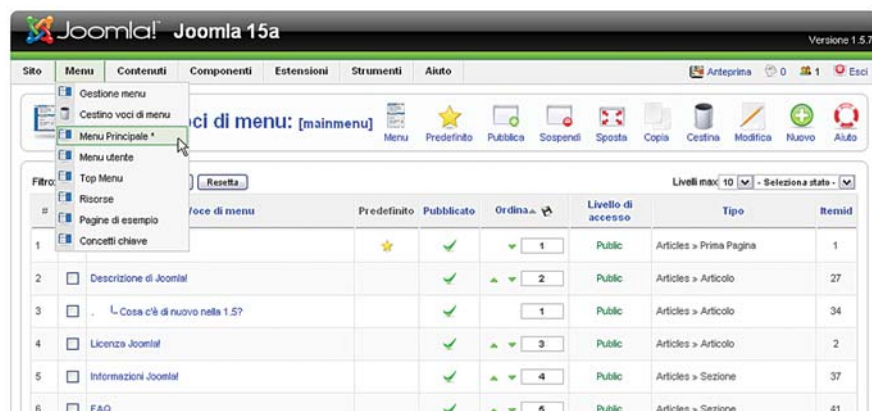 Joomla! Joomla 15a
Versione 1.5.7
Sito Menu Contenuti Componenti Estensioni Strumenti Aiuto Anteprima 0 1 Esci
Gestione menu
Cestino voci di menu
Menu Principale *
Menu utente
Top Menu
Risorse
Pagine di esempio
Concetti chiave
oci di menu: [mainmenu]
Menu Predefinito Pubblica Sospendi Sposta Copia Cestina Modifica Nuovo Aiuto
Filtro: Resetta Livelli max 10 - Seleziona stato -
# Voce di menu Predefinito Pubblicato Ordina Livello di accesso Tipo Itemid
1 1 Public Articles » Prima Pagina 1
2 Descrizione di Joomla! 2 Public Articles » Articolo 27
3 . Cosa c'è di nuovo nella 1.5? 1 Public Articles » Articolo 34
4 Licenza Joomla! 3 Public Articles » Articolo 2
5 Informazioni Joomla! 4 Public Articles » Sezione 37
6 FAQ 5 Public Articles » Sezione 41